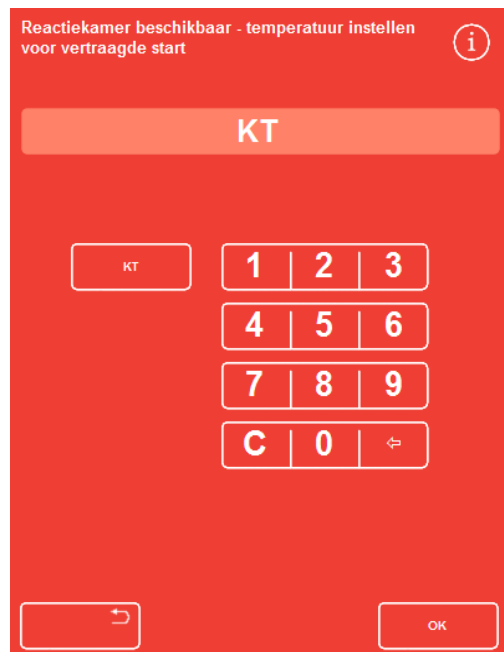 Reactiekamer beschikbaar - temperatuur instellen
voor vertraagde start
i
KT
KT
1 2 3
4 5 6
7 8 9
C 0 ⇦
OK